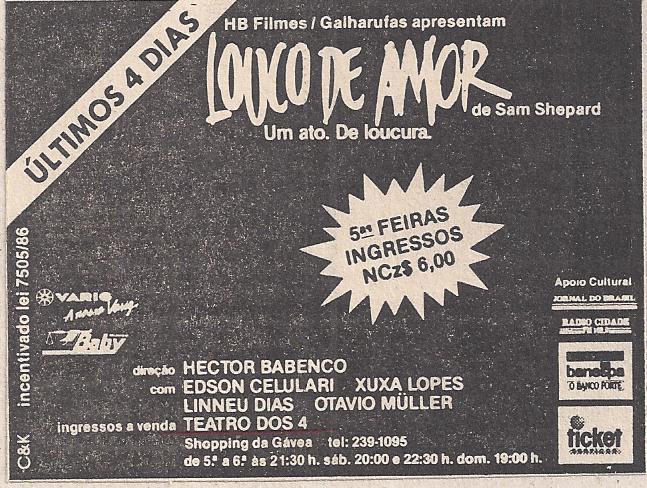 ÚLTIMOS 4 DIAS
HB Filmes / Galharufas apresentam
LOUCO DE AMOR
de Sam Shepard
Um ato. De loucura.
5ªs FEIRAS
INGRESSOS
NCz$ 6,00
C&K incentivado lei 7505/86
VARIG
Baby
Apoio Cultural
JORNAL DO BRASIL
RADIO CIDADE
banespa
O BANCO FORTE
ticket
direção HECTOR BABENCO
com EDSON CELULARI XUXA LOPES
LINNEU DIAS OTAVIO MÜLLER
ingressos a venda TEATRO DOS 4
Shopping da Gávea tel: 239-1095
de 5ª a 6ª às 21:30 h. sáb. 20:00 e 22:30 h. dom. 19:00 h.